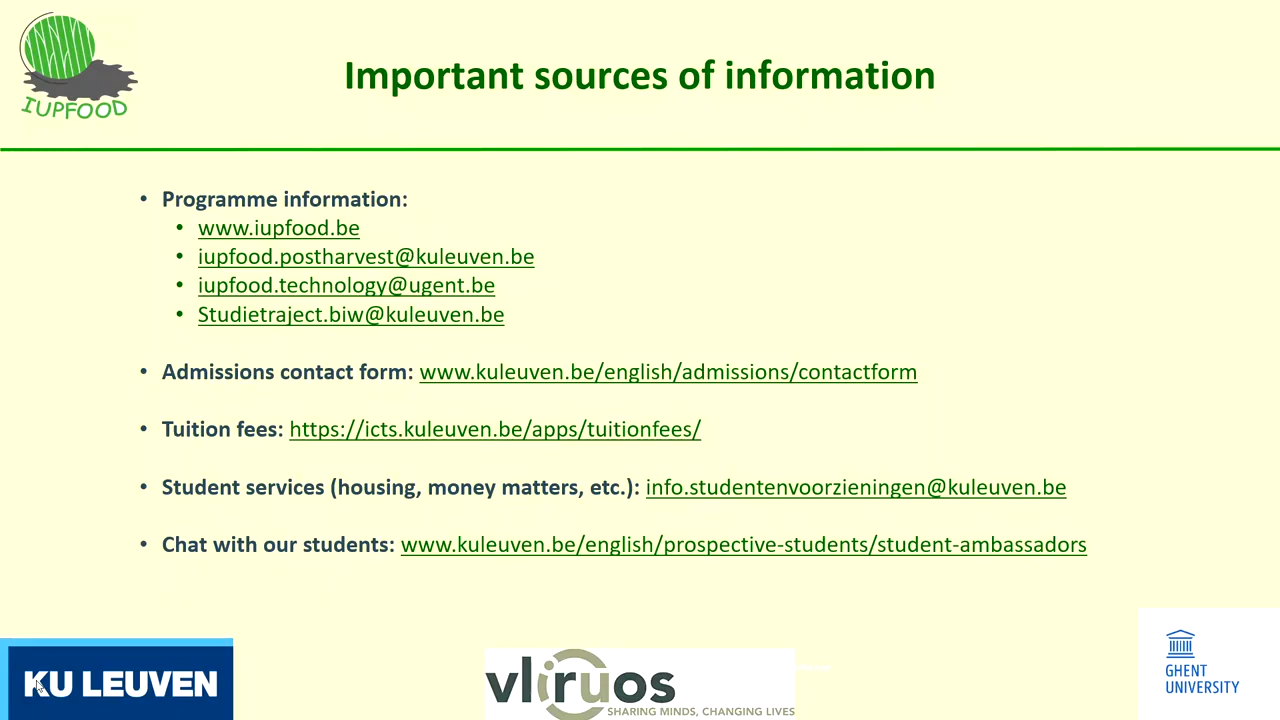 IUPFOOD
Important sources of information
• Programme information:
• www.iupfood.be
• iupfood.postharvest@kuleuven.be
• iupfood.technology@ugent.be
• Studietraject.biw@kuleuven.be
• Admissions contact form: www.kuleuven.be/english/admissions/contactform
• Tuition fees: https://icts.kuleuven.be/apps/tuitionfees/
• Student services (housing, money matters, etc.): info.studentenvoorzieningen@kuleuven.be
• Chat with our students: www.kuleuven.be/english/prospective-students/student-ambassadors
KU LEUVEN
vliruos
SHARING MINDS, CHANGING LIVES
GHENT
UNIVERSITY